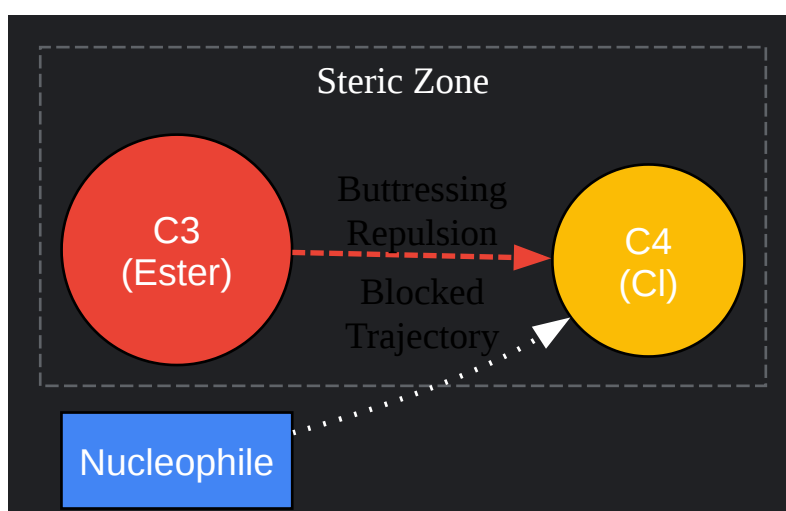 Steric Zone
C3
(Ester)
Buttressing
Repulsion
C4
(Cl)
Blocked
Trajectory
Nucleophile